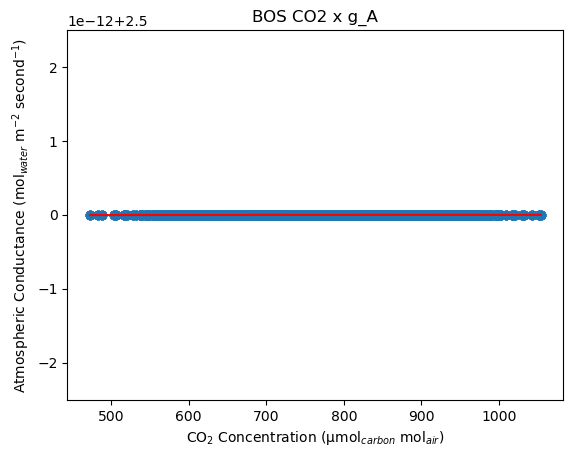 BOS CO2 x g_A
1e−12+2.5
2
1
0
−1
−2
Atmospheric Conductance (mol_water m^−2 second^−1)
500 600 700 800 900 1000
CO₂ Concentration (μmol_carbon mol_air)